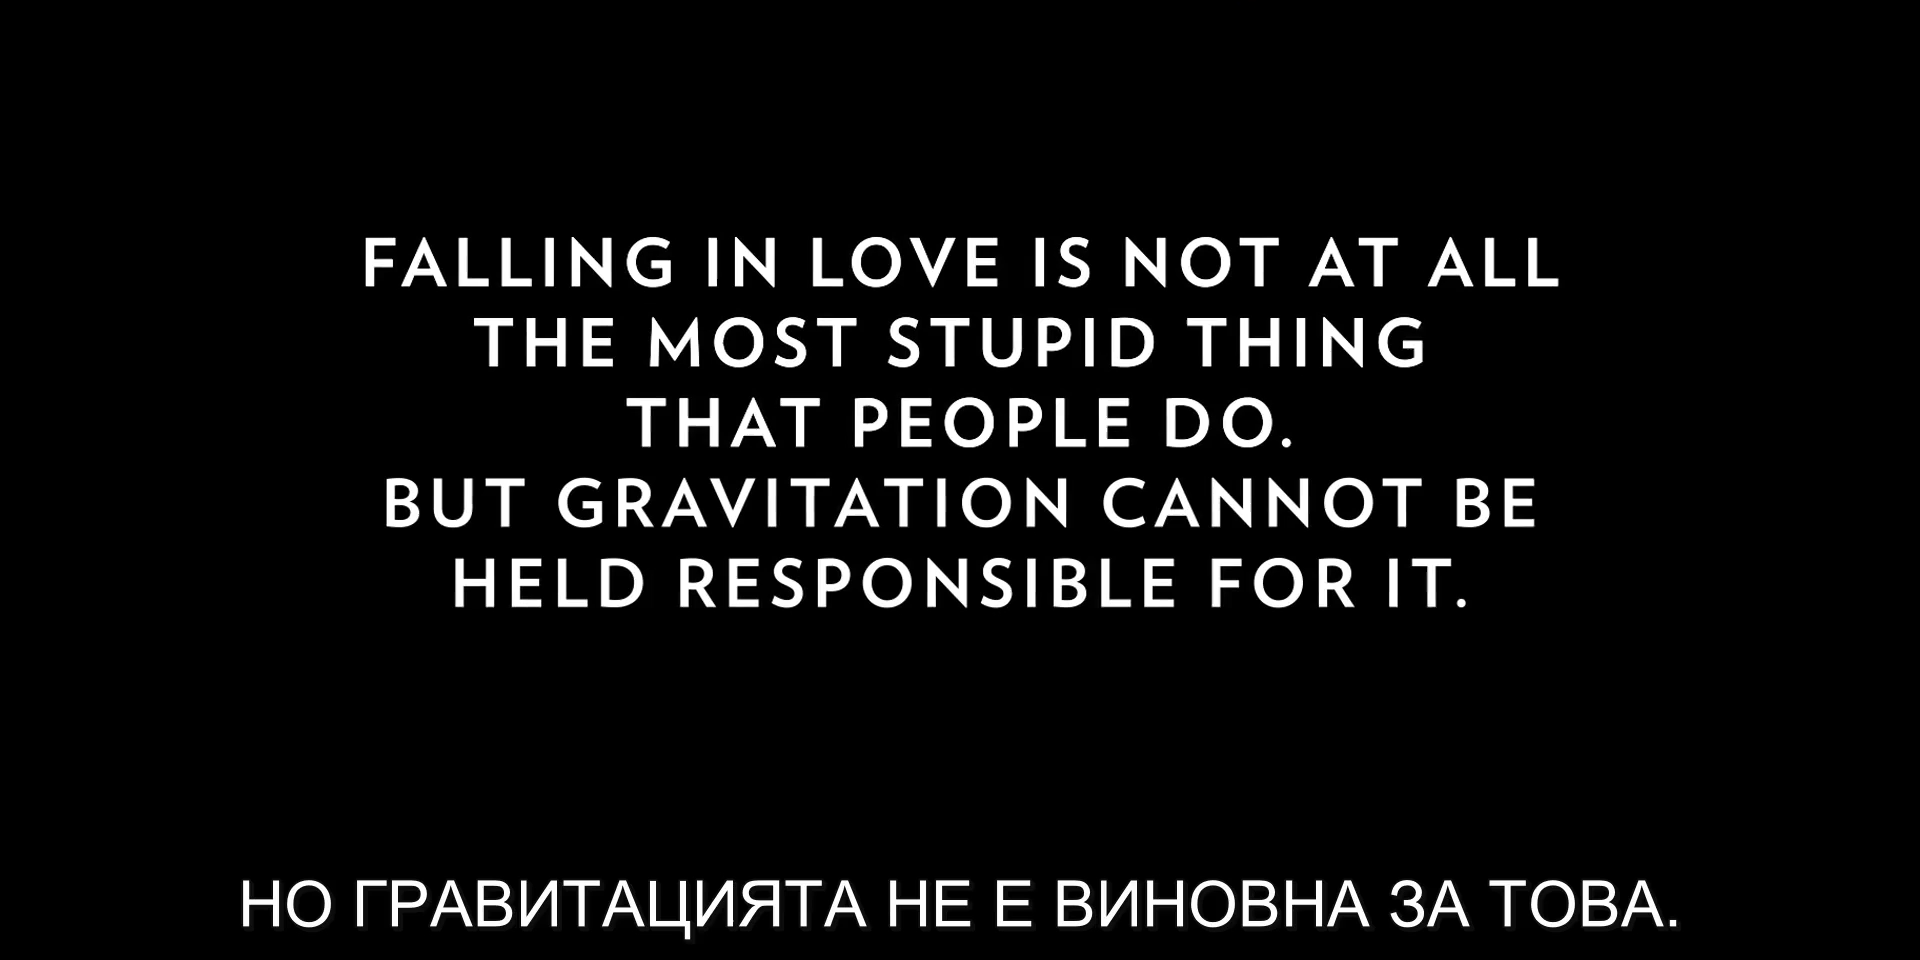 FALLING IN LOVE IS NOT AT ALL
THE MOST STUPID THING
THAT PEOPLE DO.
BUT GRAVITATION CANNOT BE
HELD RESPONSIBLE FOR IT.
НО ГРАВИТАЦИЯТА НЕ Е ВИНОВНА ЗА ТОВА.